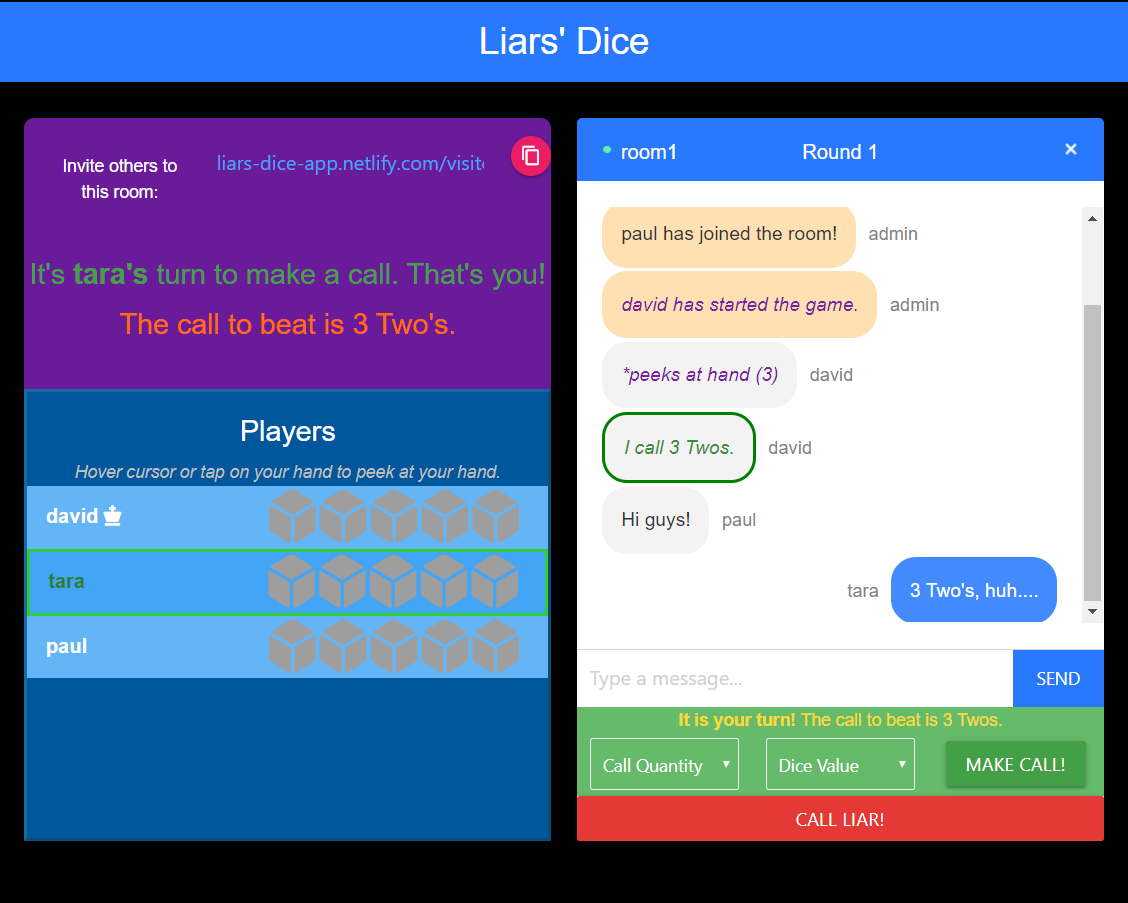 Liars' Dice
Invite others to
this room:
liars-dice-app.netlify.com/visit
It's tara's turn to make a call. That's you!
The call to beat is 3 Two's.
Players
Hover cursor or tap on your hand to peek at your hand.
david
tara
paul
room1
Round 1
×
paul has joined the room!
admin
david has started the game.
admin
*peeks at hand (3)
david
I call 3 Twos.
david
Hi guys!
paul
tara
3 Two's, huh....
Type a message...
SEND
It is your turn! The call to beat is 3 Twos.
Call Quantity
Dice Value
MAKE CALL!
CALL LIAR!